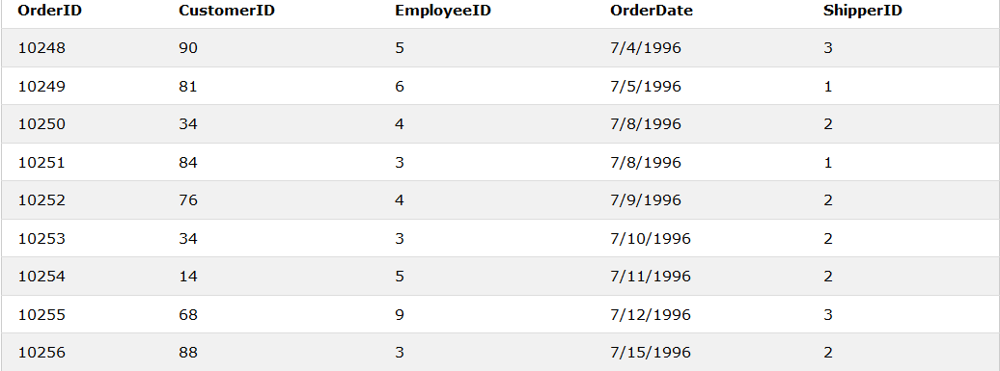 OrderID CustomerID EmployeeID OrderDate ShipperID
10248 90 5 7/4/1996 3
10249 81 6 7/5/1996 1
10250 34 4 7/8/1996 2
10251 84 3 7/8/1996 1
10252 76 4 7/9/1996 2
10253 34 3 7/10/1996 2
10254 14 5 7/11/1996 2
10255 68 9 7/12/1996 3
10256 88 3 7/15/1996 2